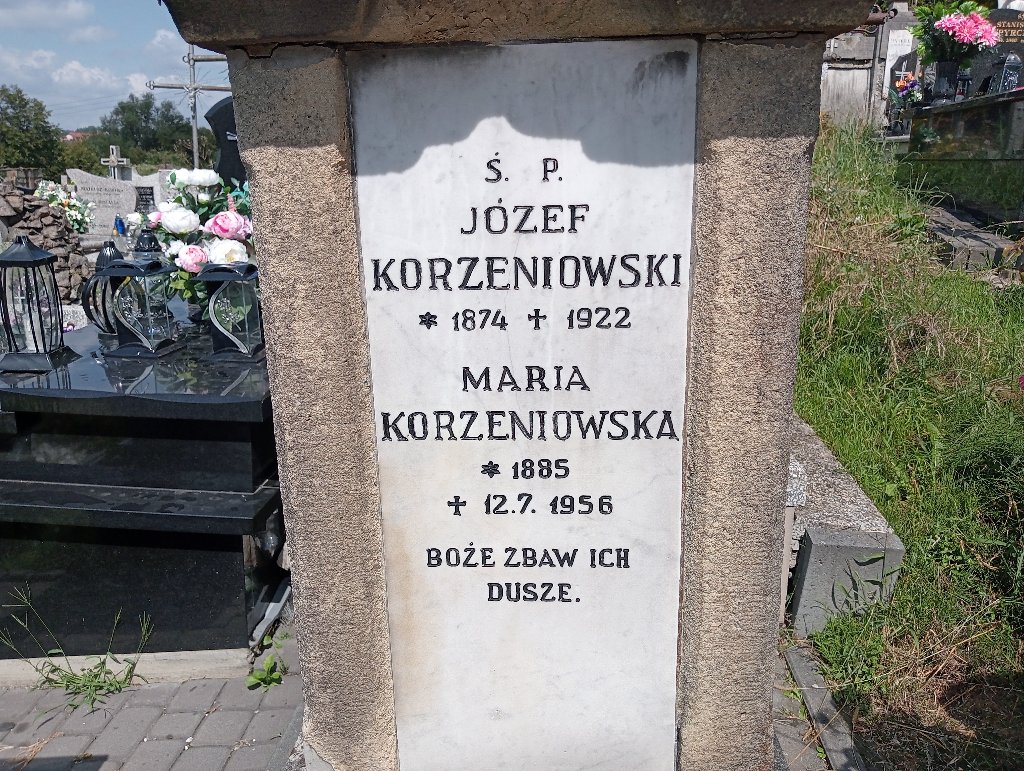 Ś. P.
JÓZEF
KORZENIOWSKI
* 1874 ✝ 1922
MARIA
KORZENIOWSKA
* 1885
✝ 12.7. 1956
BOŻE ZBAW ICH
DUSZE.